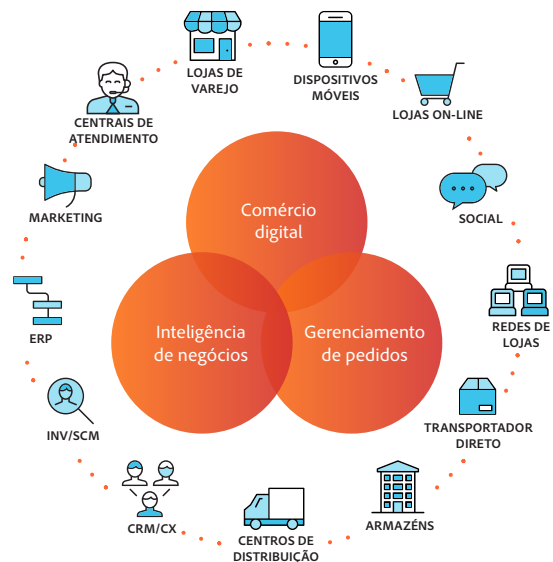 LOJAS DE
VAREJO
DISPOSITIVOS
MÓVEIS
LOJAS ON-LINE
SOCIAL
REDES DE
LOJAS
TRANSPORTADOR
DIRETO
ARMAZÉNS
CENTROS DE
DISTRIBUIÇÃO
CRM/CX
INV/SCM
ERP
MARKETING
CENTRAIS DE
ATENDIMENTO
Comércio
digital
Inteligência
de negócios
Gerenciamento
de pedidos